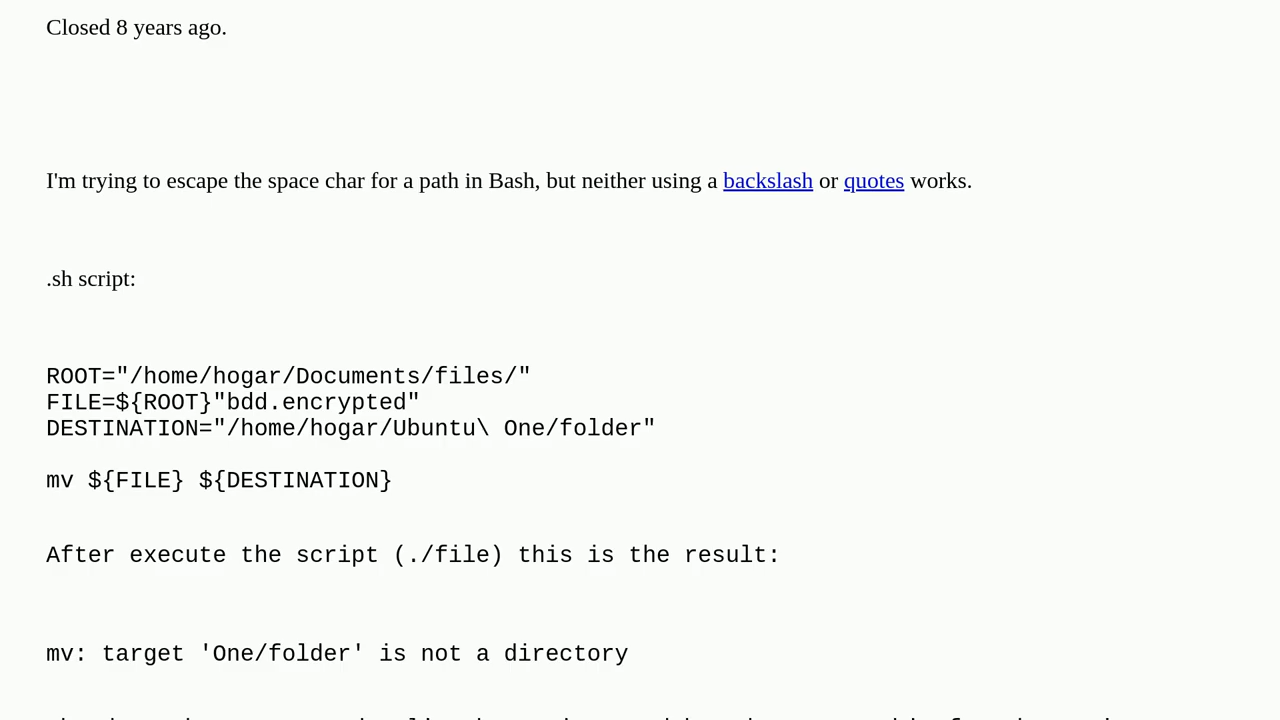 Closed 8 years ago.
I'm trying to escape the space char for a path in Bash, but neither using a backslash or quotes works.
.sh script:
ROOT="/home/hogar/Documents/files/"
FILE=${ROOT}"bdd.encrypted"
DESTINATION="/home/hogar/Ubuntu\ One/folder"
mv ${FILE} ${DESTINATION}
After execute the script (./file) this is the result:
mv: target 'One/folder' is not a directory